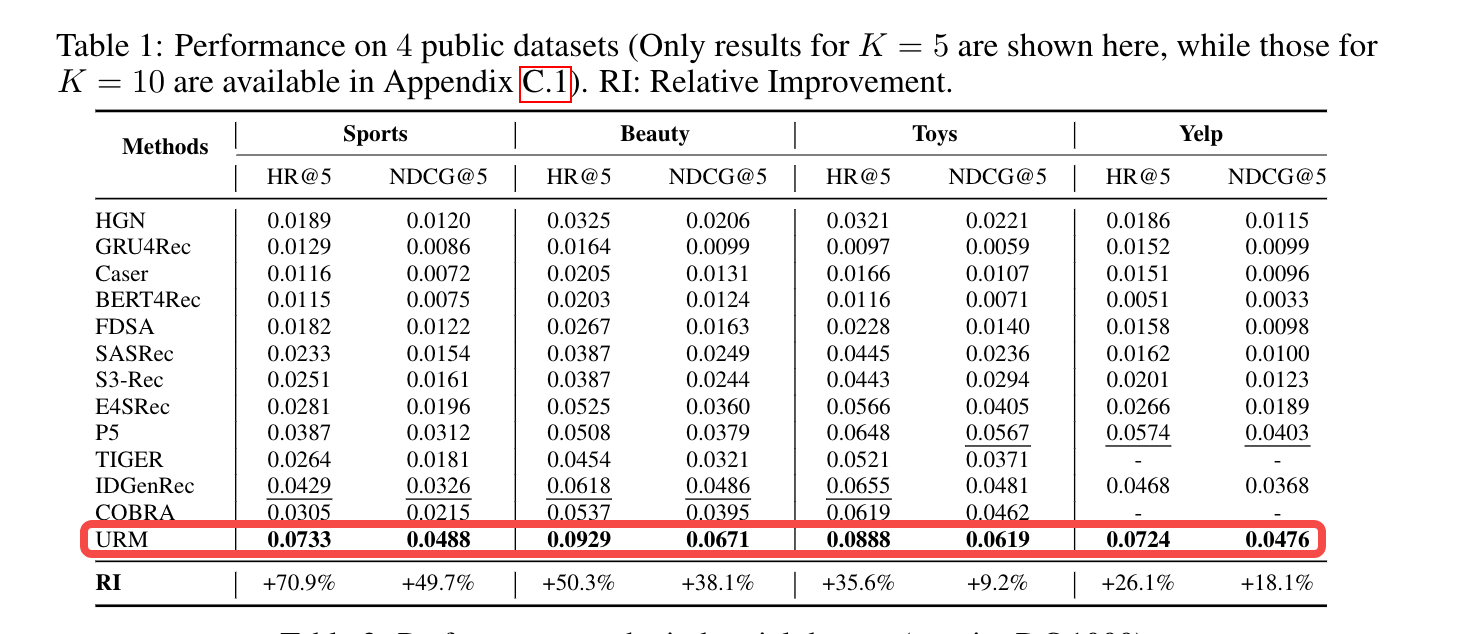 Table 1: Performance on 4 public datasets (Only results for K = 5 are shown here, while those for
K = 10 are available in Appendix C.1). RI: Relative Improvement.
Methods Sports Beauty Toys Yelp
HR@5 NDCG@5 HR@5 NDCG@5 HR@5 NDCG@5 HR@5 NDCG@5
HGN 0.0189 0.0120 0.0325 0.0206 0.0321 0.0221 0.0186 0.0115
GRU4Rec 0.0129 0.0086 0.0164 0.0099 0.0097 0.0059 0.0152 0.0099
Caser 0.0116 0.0072 0.0205 0.0131 0.0166 0.0107 0.0151 0.0096
BERT4Rec 0.0115 0.0075 0.0203 0.0124 0.0116 0.0071 0.0051 0.0033
FDSA 0.0182 0.0122 0.0267 0.0163 0.0228 0.0140 0.0158 0.0098
SASRec 0.0233 0.0154 0.0387 0.0249 0.0445 0.0236 0.0162 0.0100
S3-Rec 0.0251 0.0161 0.0387 0.0244 0.0443 0.0294 0.0201 0.0123
E4SRec 0.0281 0.0196 0.0525 0.0360 0.0566 0.0405 0.0266 0.0189
P5 0.0387 0.0312 0.0508 0.0379 0.0648 0.0567 0.0574 0.0403
TIGER 0.0264 0.0181 0.0454 0.0321 0.0521 0.0371 - -
IDGenRec 0.0429 0.0326 0.0618 0.0486 0.0655 0.0481 0.0468 0.0368
COBRA 0.0305 0.0215 0.0537 0.0395 0.0619 0.0462 - -
URM 0.0733 0.0488 0.0929 0.0671 0.0888 0.0619 0.0724 0.0476
RI +70.9% +49.7% +50.3% +38.1% +35.6% +9.2% +26.1% +18.1%